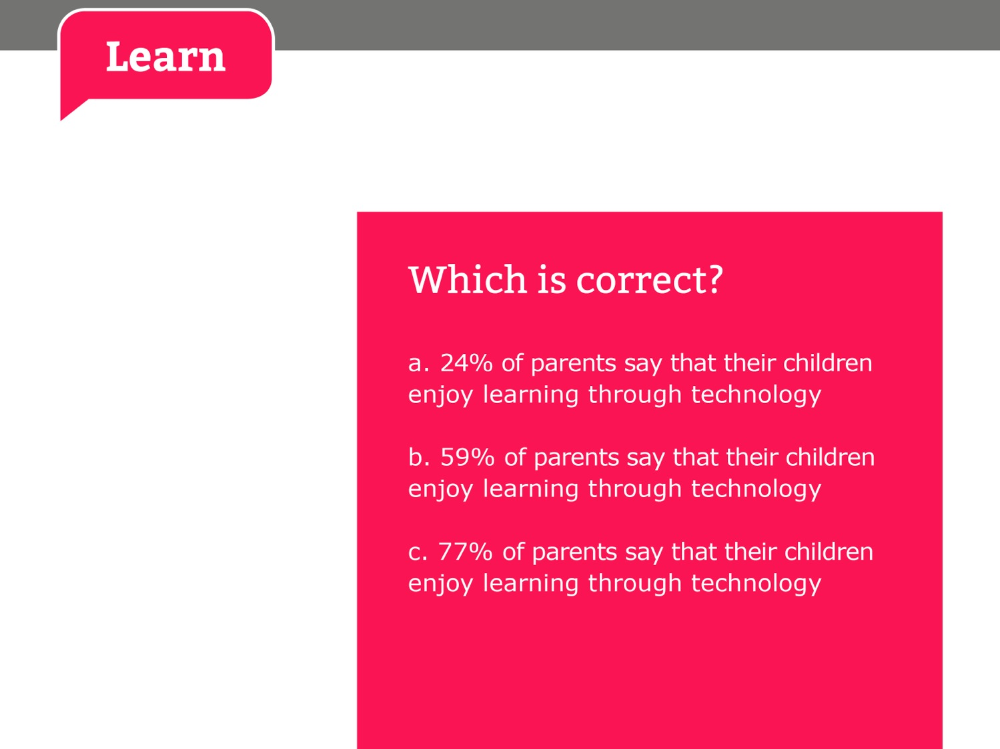 Learn
Which is correct?
a. 24% of parents say that their children
enjoy learning through technology
b. 59% of parents say that their children
enjoy learning through technology
c. 77% of parents say that their children
enjoy learning through technology